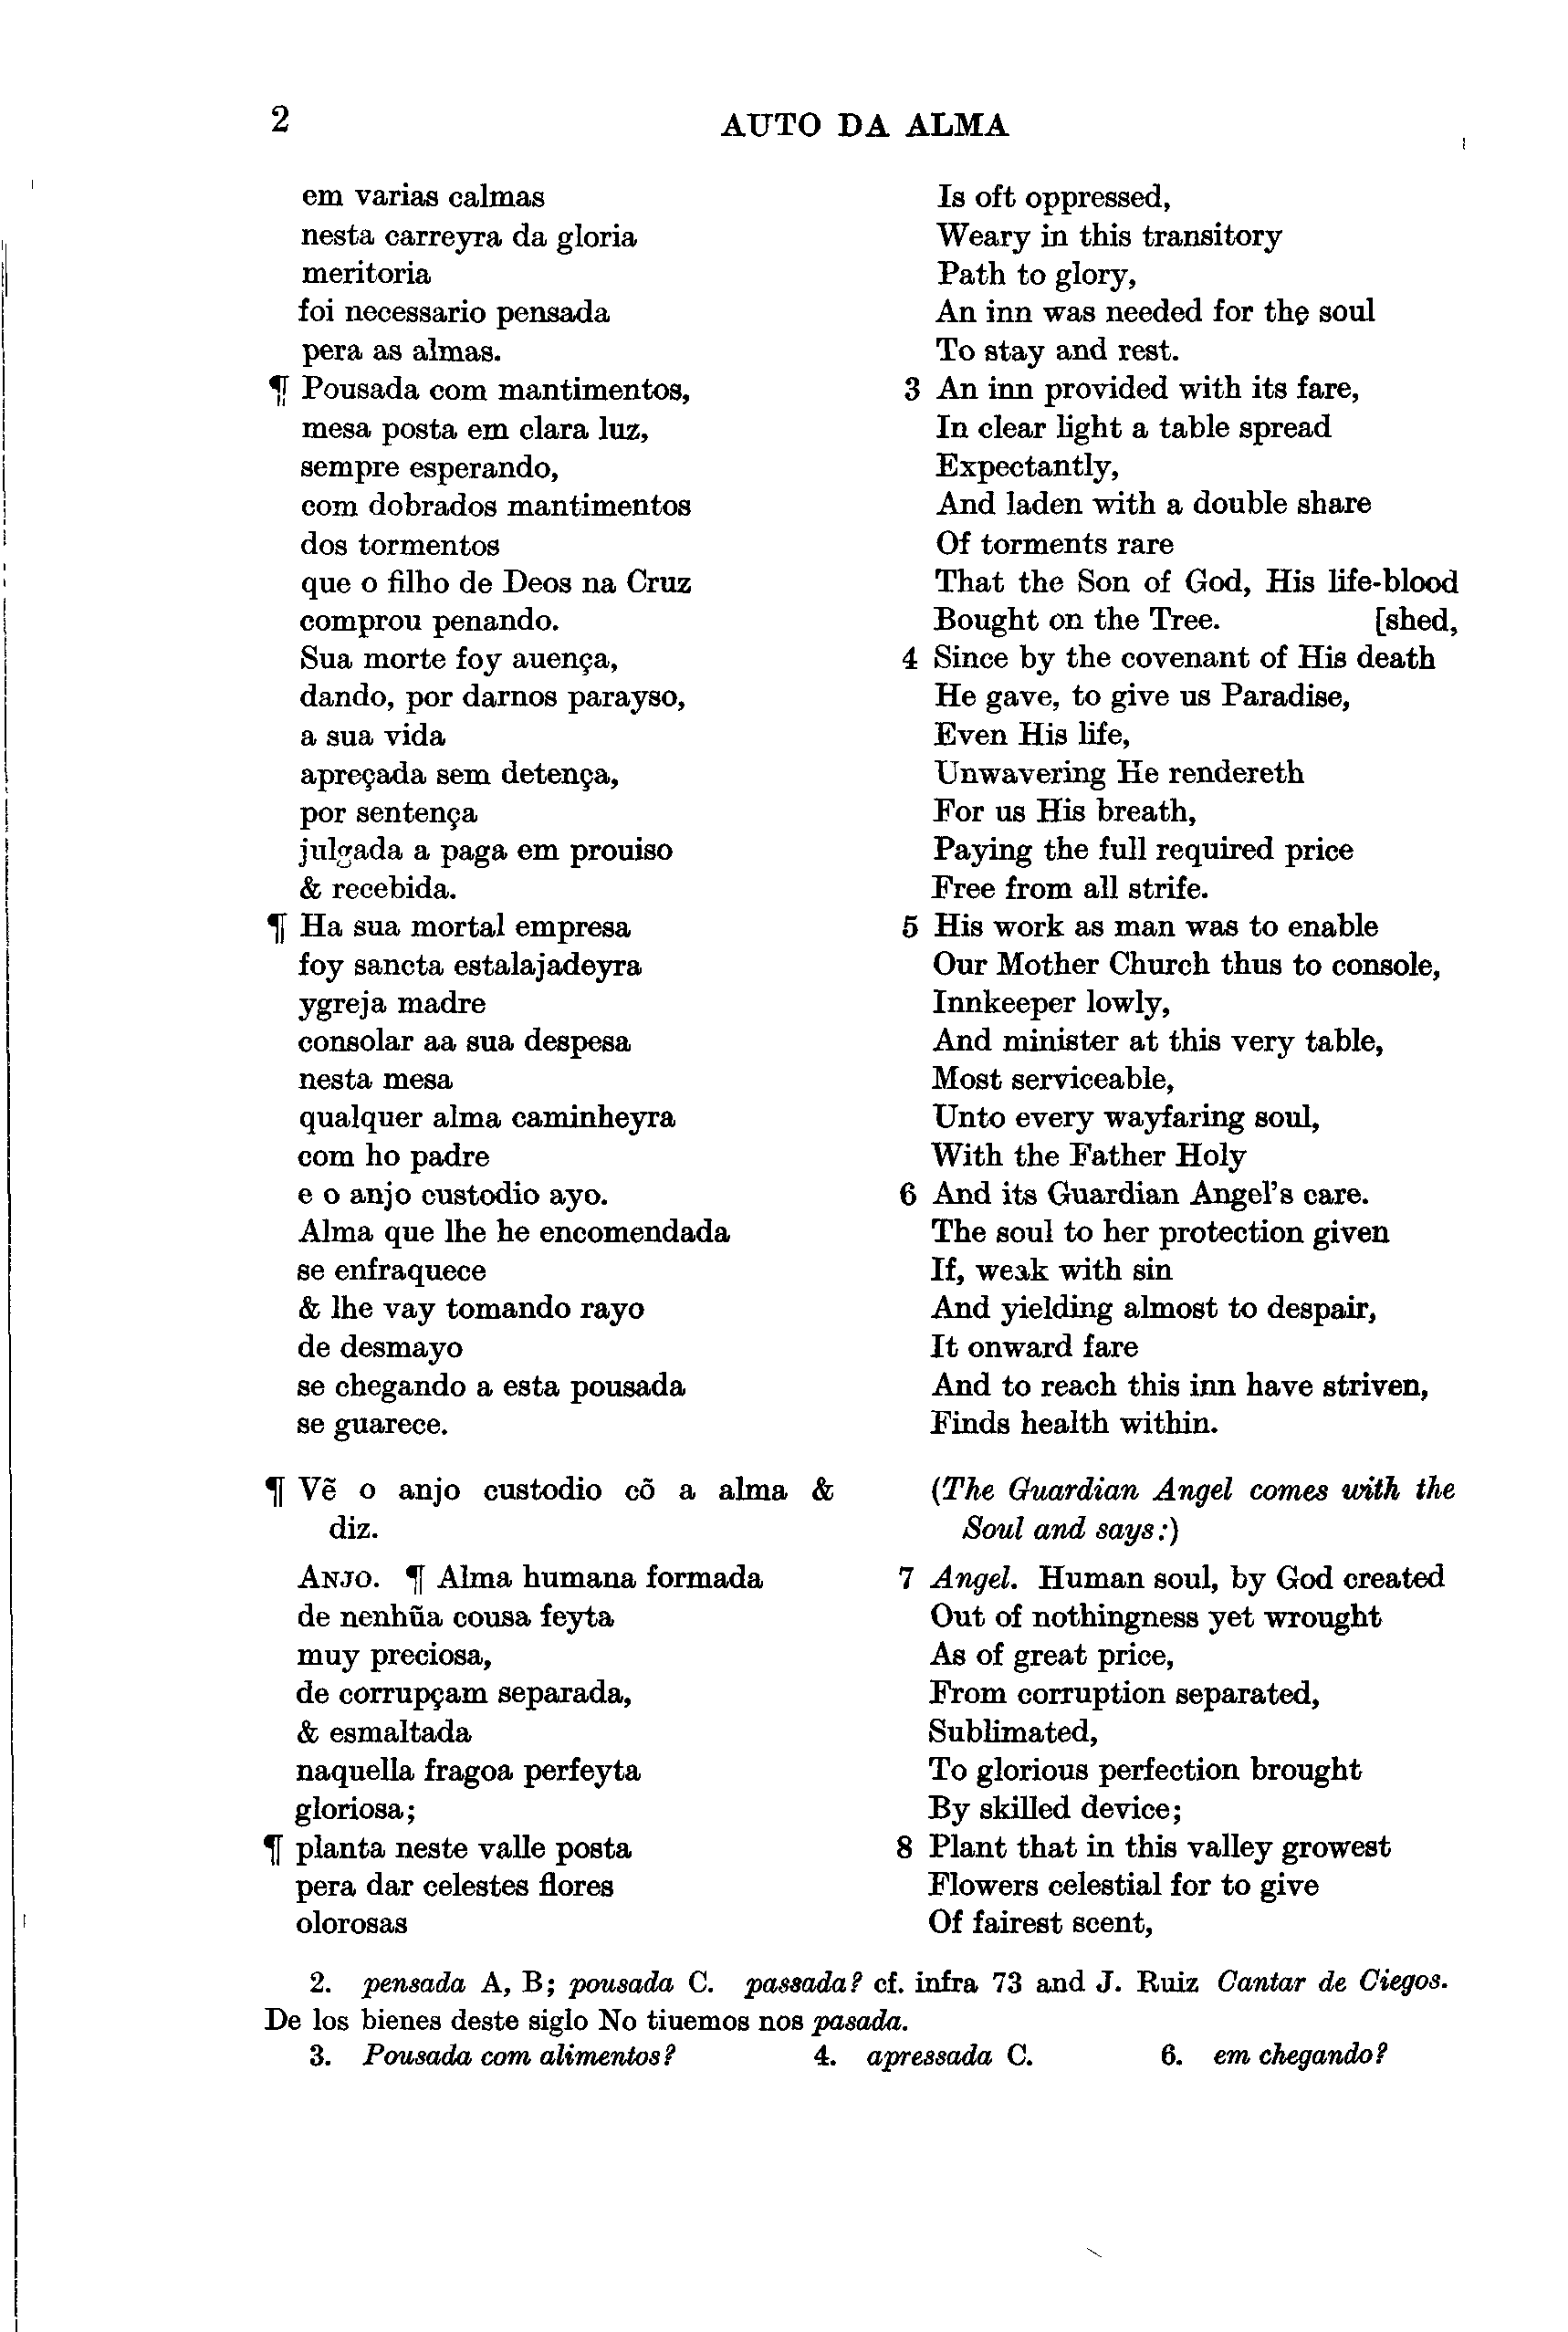 2
AUTO DA ALMA
em varias calmas
nesta carreyra da gloria
meritoria
foi necessario pensada
pera as almas.
¶ Pousada com mantimentos,
mesa posta em clara luz,
sempre esperando,
com dobrados mantimentos
dos tormentos
que o filho de Deos na Cruz
comprou penando.
Sua morte foy auença,
dando, por darnos parayso,
a sua vida
apreçada sem detença,
por sentença
julgada a paga em prouiso
& recebida.
¶ Ha sua mortal empresa
foy sancta estalajadeyra
ygreja madre
consolar aa sua despesa
nesta mesa
qualquer alma caminheyra
com ho padre
e o anjo custodio ayo.
Alma que lhe he encomendada
se enfraquece
& lhe vay tomando rayo
de desmayo
se chegando a esta pousada
se guarece.
¶ Vẽ o anjo custodio cõ a alma &
diz.
ANJO. ¶ Alma humana formada
de nenhũa cousa feyta
muy preciosa,
de corrupçam separada,
& esmaltada
naquella fragoa perfeyta
gloriosa;
¶ planta neste valle posta
pera dar celestes flores
olorosas
Is oft oppressed,
Weary in this transitory
Path to glory,
An inn was needed for the soul
To stay and rest.
3 An inn provided with its fare,
In clear light a table spread
Expectantly,
And laden with a double share
Of torments rare
That the Son of God, His life-blood
Bought on the Tree. [shed,
4 Since by the covenant of His death
He gave, to give us Paradise,
Even His life,
Unwavering He rendereth
For us His breath,
Paying the full required price
Free from all strife.
5 His work as man was to enable
Our Mother Church thus to console,
Innkeeper lowly,
And minister at this very table,
Most serviceable,
Unto every wayfaring soul,
With the Father Holy
6 And its Guardian Angel's care.
The soul to her protection given
If, weak with sin
And yielding almost to despair,
It onward fare
And to reach this inn have striven,
Finds health within.
(The Guardian Angel comes with the
Soul and says:)
7 Angel. Human soul, by God created
Out of nothingness yet wrought
As of great price,
From corruption separated,
Sublimated,
To glorious perfection brought
By skilled device;
8 Plant that in this valley growest
Flowers celestial for to give
Of fairest scent,
2. pensada A, B; pousada C. passada? cf. infra 73 and J. Ruiz Cantar de Ciegos.
De los bienes deste siglo No tiuemos nos pasada.
3. Pousada com alimentos? 4. apressada C. 6. em chegando?